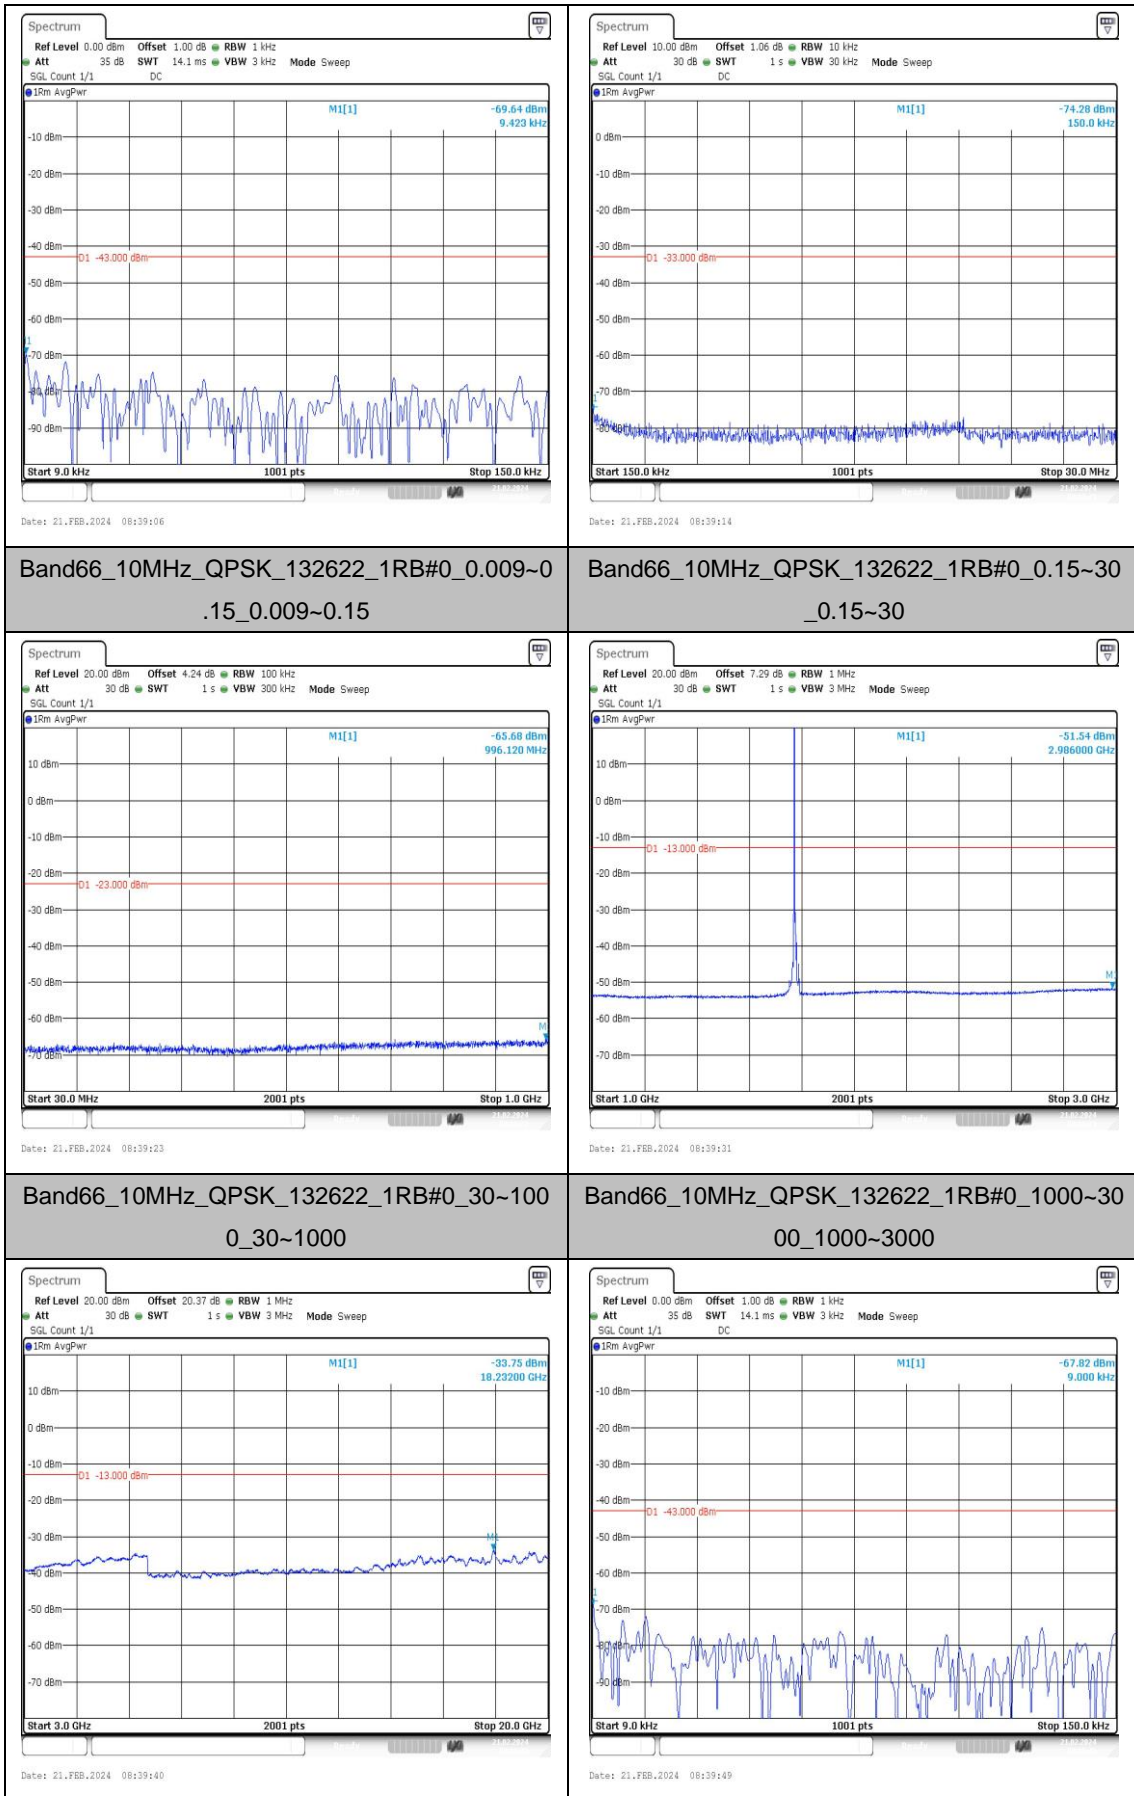 Spectrum
Ref Level 0.00 dBm Offset 1.00 dB RBW 1 kHz
Att 35 dB SWT 14.1 ms VBW 3 kHz Mode Sweep
SGL Count 1/1 DC
1Rm AvgPwr
M1[1] -69.64 dBm
9.423 kHz
-10 dBm
-20 dBm
-30 dBm
-40 dBm
D1 -43.000 dBm
-50 dBm
-60 dBm
-70 dBm
-80 dBm
-90 dBm
Start 9.0 kHz 1001 pts Stop 150.0 kHz
Date: 21.FEB.2024 08:39:06
Spectrum
Ref Level 10.00 dBm Offset 1.06 dB RBW 10 kHz
Att 30 dB SWT 1 s VBW 30 kHz Mode Sweep
SGL Count 1/1 DC
1Rm AvgPwr
M1[1] -74.28 dBm
150.0 kHz
0 dBm
-10 dBm
-20 dBm
-30 dBm
D1 -33.000 dBm
-40 dBm
-50 dBm
-60 dBm
-70 dBm
-80 dBm
Start 150.0 kHz 1001 pts Stop 30.0 MHz
Date: 21.FEB.2024 08:39:14
Band66_10MHz_QPSK_132622_1RB#0_0.009~0
.15_0.009~0.15
Band66_10MHz_QPSK_132622_1RB#0_0.15~30
_0.15~30
Spectrum
Ref Level 20.00 dBm Offset 4.24 dB RBW 100 kHz
Att 30 dB SWT 1 s VBW 300 kHz Mode Sweep
SGL Count 1/1
1Rm AvgPwr
M1[1] -65.68 dBm
996.120 MHz
10 dBm
0 dBm
-10 dBm
-20 dBm
D1 -23.000 dBm
-30 dBm
-40 dBm
-50 dBm
-60 dBm
M
-70 dBm
Start 30.0 MHz 2001 pts Stop 1.0 GHz
Date: 21.FEB.2024 08:39:23
Spectrum
Ref Level 20.00 dBm Offset 7.29 dB RBW 1 MHz
Att 30 dB SWT 1 s VBW 3 MHz Mode Sweep
SGL Count 1/1
1Rm AvgPwr
M1[1] -51.54 dBm
2.986000 GHz
10 dBm
0 dBm
-10 dBm
D1 -13.000 dBm
-20 dBm
-30 dBm
-40 dBm
-50 dBm
-60 dBm
-70 dBm
Start 1.0 GHz 2001 pts Stop 3.0 GHz
Date: 21.FEB.2024 08:39:31
Band66_10MHz_QPSK_132622_1RB#0_30~100
0_30~1000
Band66_10MHz_QPSK_132622_1RB#0_1000~30
00_1000~3000
Spectrum
Ref Level 20.00 dBm Offset 20.37 dB RBW 1 MHz
Att 30 dB SWT 1 s VBW 3 MHz Mode Sweep
SGL Count 1/1
1Rm AvgPwr
M1[1] -33.75 dBm
18.23200 GHz
10 dBm
0 dBm
-10 dBm
D1 -13.000 dBm
-20 dBm
-30 dBm
M1
-40 dBm
-50 dBm
-60 dBm
-70 dBm
Start 3.0 GHz 2001 pts Stop 20.0 GHz
Date: 21.FEB.2024 08:39:40
Spectrum
Ref Level 0.00 dBm Offset 1.00 dB RBW 1 kHz
Att 35 dB SWT 14.1 ms VBW 3 kHz Mode Sweep
SGL Count 1/1 DC
1Rm AvgPwr
M1[1] -67.82 dBm
9.000 kHz
-10 dBm
-20 dBm
-30 dBm
-40 dBm
D1 -43.000 dBm
-50 dBm
-60 dBm
-70 dBm
-80 dBm
-90 dBm
Start 9.0 kHz 1001 pts Stop 150.0 kHz
Date: 21.FEB.2024 08:39:49